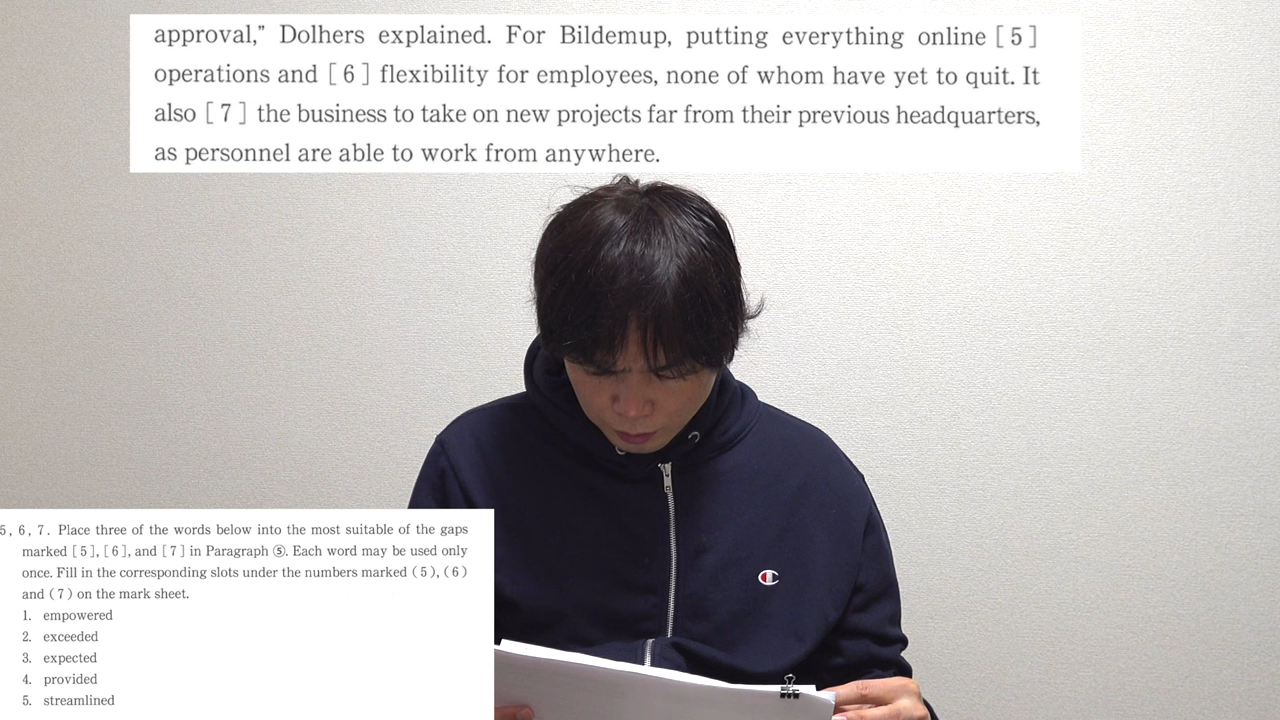 approval,” Dolhers explained. For Bildemup, putting everything online [ 5 ]
operations and [ 6 ] flexibility for employees, none of whom have yet to quit. It
also [ 7 ] the business to take on new projects far from their previous headquarters,
as personnel are able to work from anywhere.
5, 6, 7. Place three of the words below into the most suitable of the gaps
marked [ 5 ], [ 6 ], and [ 7 ] in Paragraph ⑤. Each word may be used only
once. Fill in the corresponding slots under the numbers marked ( 5 ), ( 6 )
and ( 7 ) on the mark sheet.
1. empowered
2. exceeded
3. expected
4. provided
5. streamlined